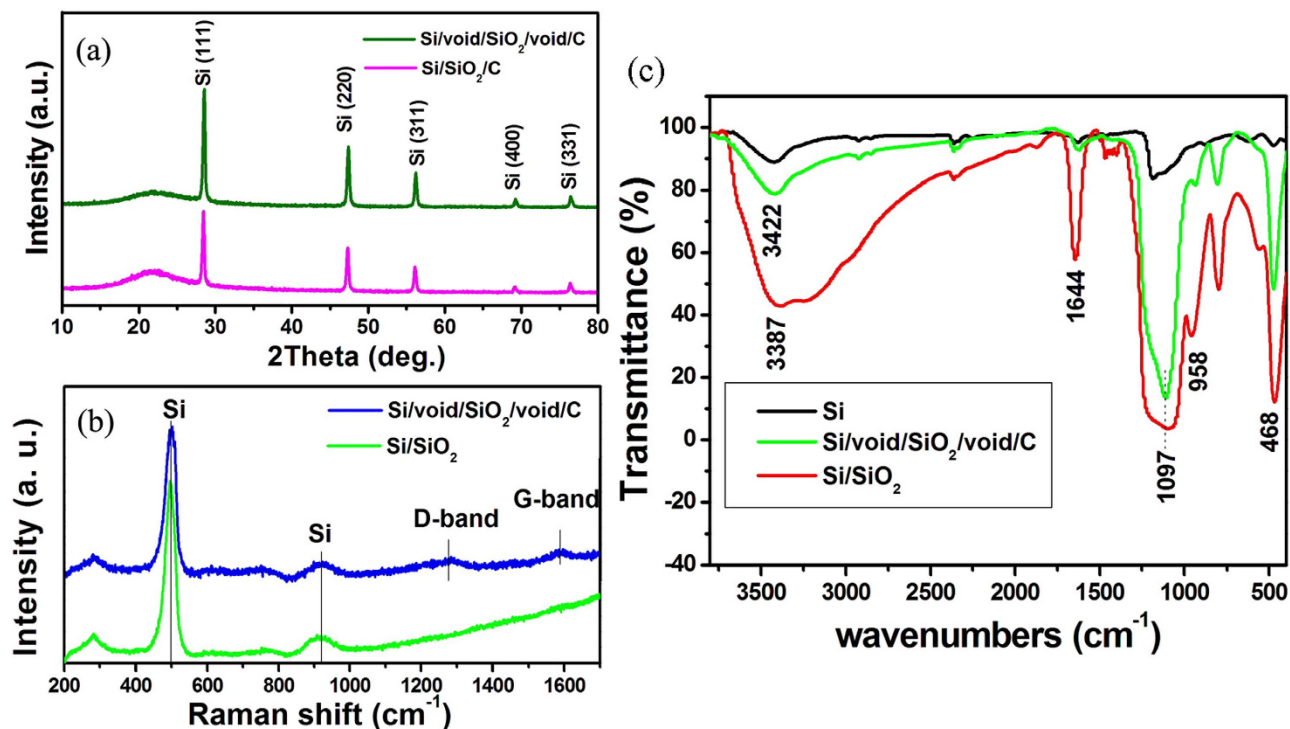 (a)
Si/void/SiO₂/void/C
Si/SiO₂/C
Si (111)
Si (220)
Si (311)
Si (400)
Si (331)
Intensity (a.u.)
10 20 30 40 50 60 70 80
2Theta (deg.)
(b)
Si/void/SiO₂/void/C
Si/SiO₂
Si
Si
D-band
G-band
Intensity (a. u.)
200 400 600 800 1000 1200 1400 1600
Raman shift (cm⁻¹)
(c)
Transmittance (%)
100
80
60
40
20
0
-20
-40
3422
3387
1644
1097
958
468
Si
Si/void/SiO₂/void/C
Si/SiO₂
3500 3000 2500 2000 1500 1000 500
wavenumbers (cm⁻¹)